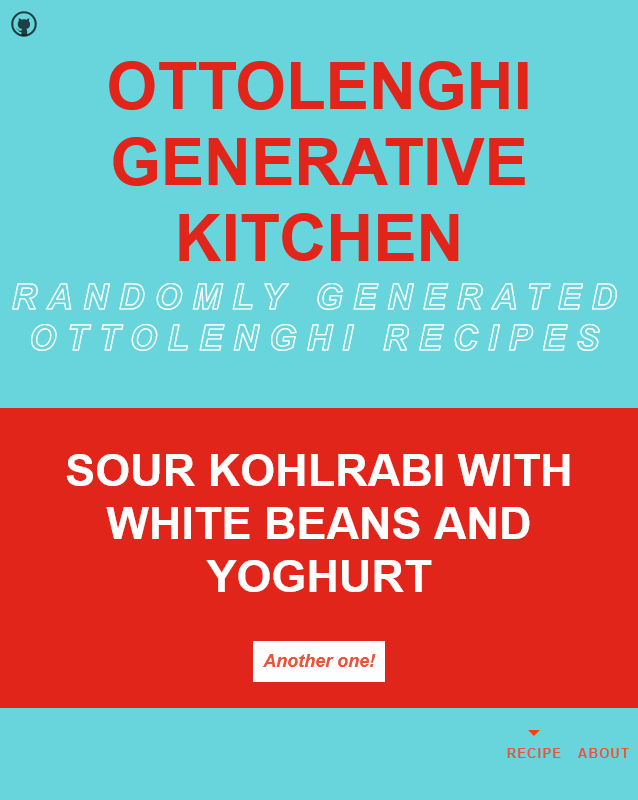 OTTOLENGHI
GENERATIVE
KITCHEN
RANDOMLY GENERATED
OTTOLENGHI RECIPES
SOUR KOHLRABI WITH
WHITE BEANS AND
YOGHURT
Another one!
RECIPE ABOUT